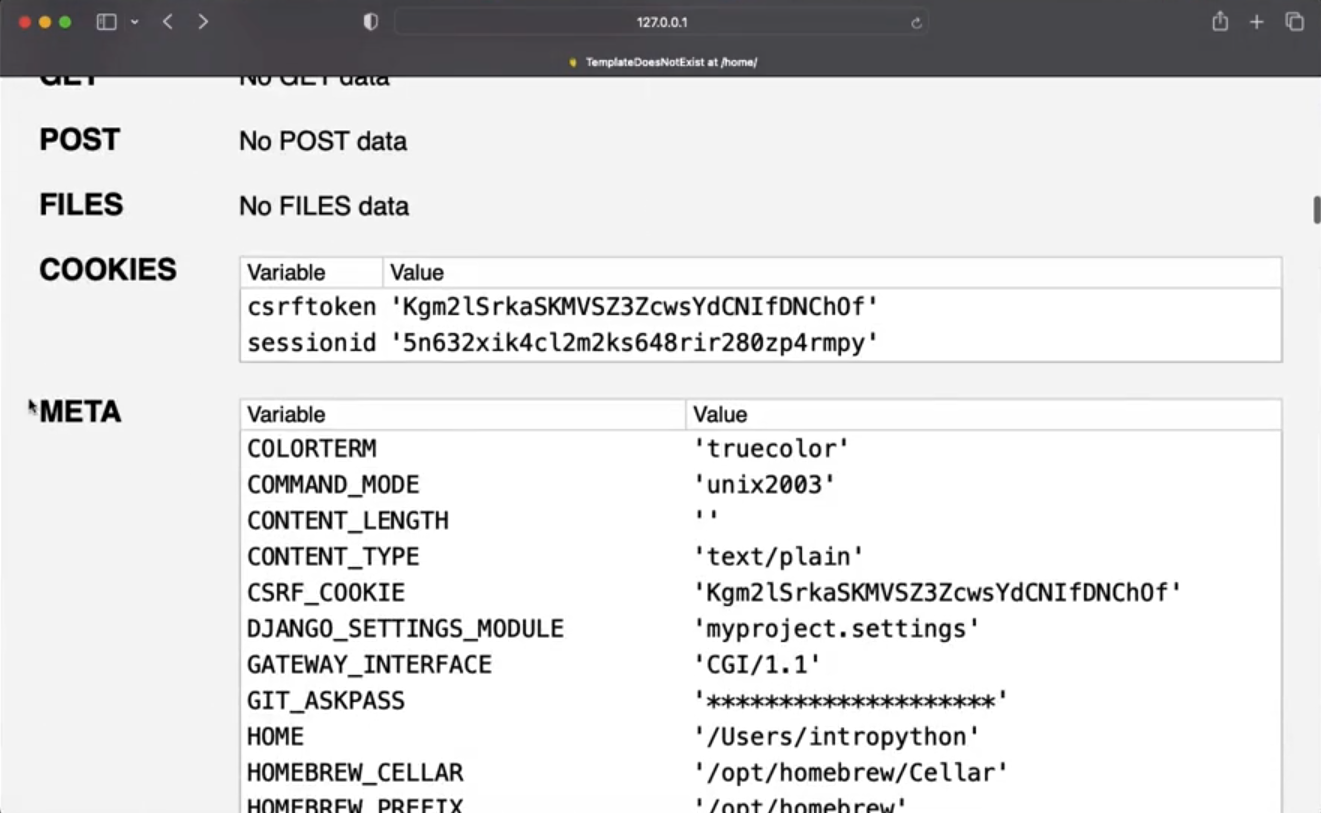 127.0.0.1
TemplateDoesNotExist at /home/
GET No GET data
POST No POST data
FILES No FILES data
COOKIES Variable Value
csrftoken 'Kgm2lSrkaSKMVSZ3ZcwsYdCNIfDNChOf'
sessionid '5n632xik4cl2m2ks648rir280zp4rmpy'
META Variable Value
COLORTERM 'truecolor'
COMMAND_MODE 'unix2003'
CONTENT_LENGTH ''
CONTENT_TYPE 'text/plain'
CSRF_COOKIE 'Kgm2lSrkaSKMVSZ3ZcwsYdCNIfDNChOf'
DJANGO_SETTINGS_MODULE 'myproject.settings'
GATEWAY_INTERFACE 'CGI/1.1'
GIT_ASKPASS '********************'
HOME '/Users/intropython'
HOMEBREW_CELLAR '/opt/homebrew/Cellar'
HOMEBREW_PREFIX '/opt/homebrew'